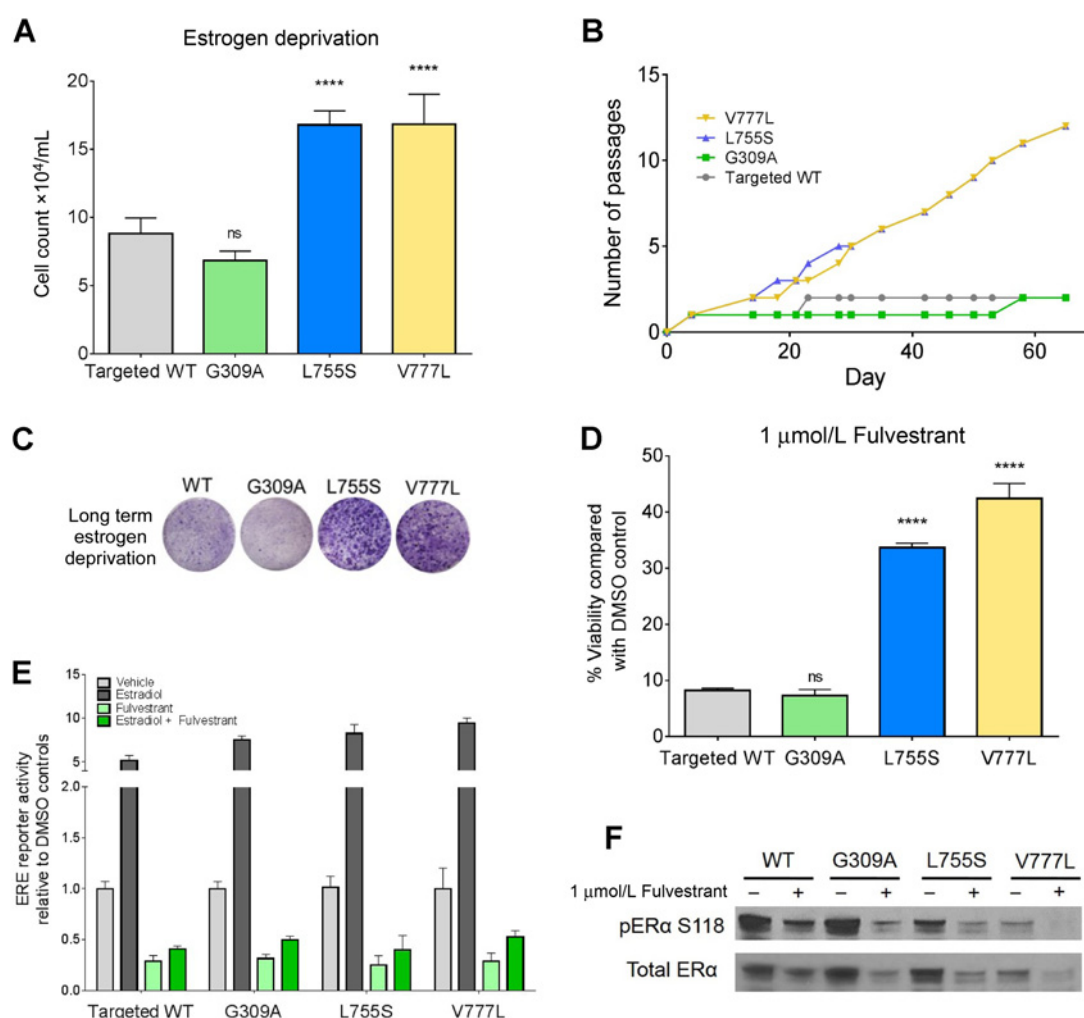 A
Estrogen deprivation
Cell count ×10⁴/mL
20
15
10
5
0
ns
****
****
Targeted WT G309A L755S V777L
B
Number of passages
15
10
5
0
V777L
L755S
G309A
Targeted WT
0 20 40 60
Day
C
WT G309A L755S V777L
Long term
estrogen
deprivation
D
1 μmol/L Fulvestrant
% Viability compared
with DMSO control
50
40
30
20
10
0
ns
****
****
Targeted WT G309A L755S V777L
E
ERE reporter activity
relative to DMSO controls
15
10
5
2.0
1.5
1.0
0.5
0.0
Vehicle
Estradiol
Fulvestrant
Estradiol + Fulvestrant
Targeted WT G309A L755S V777L
F
WT G309A L755S V777L
1 μmol/L Fulvestrant – + – + – + – +
pERα S118
Total ERα